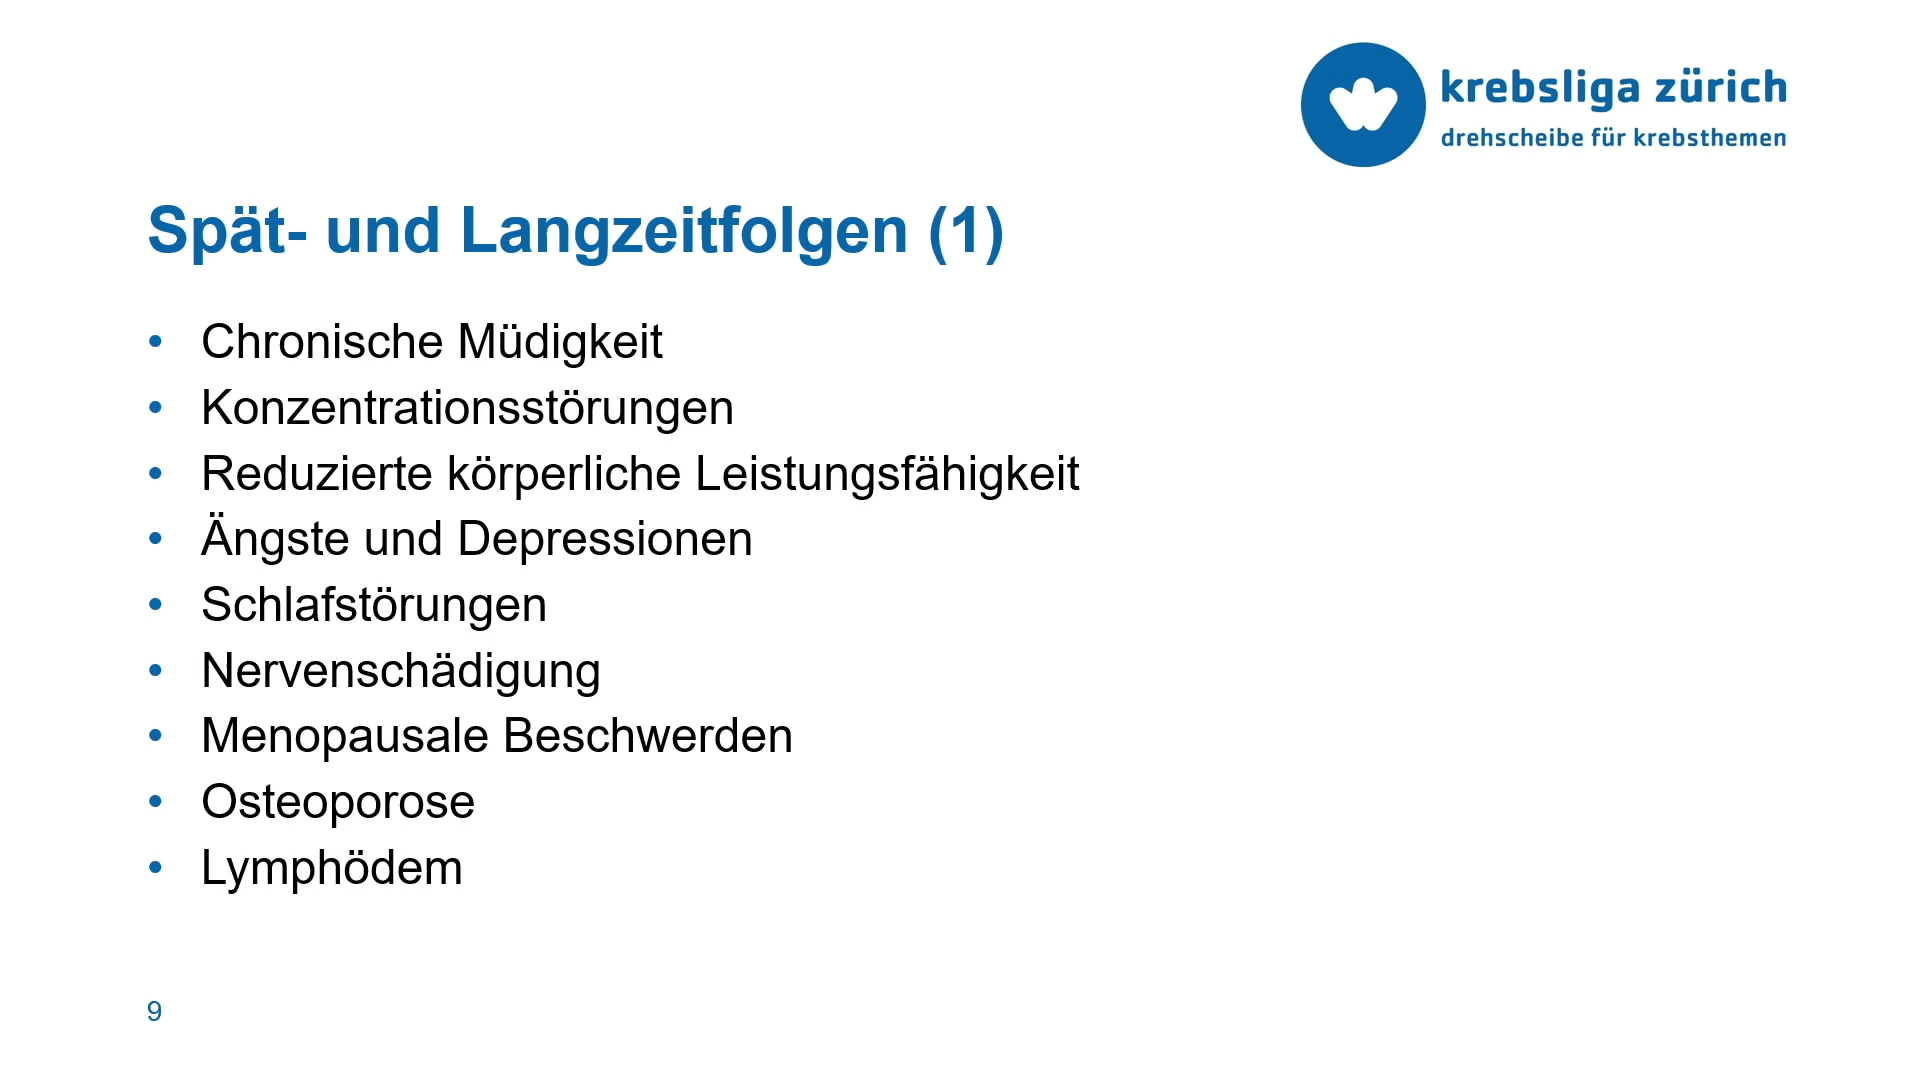 krebsliga zürich
drehscheibe für krebsthemen
Spät- und Langzeitfolgen (1)
• Chronische Müdigkeit
• Konzentrationsstörungen
• Reduzierte körperliche Leistungsfähigkeit
• Ängste und Depressionen
• Schlafstörungen
• Nervenschädigung
• Menopausale Beschwerden
• Osteoporose
• Lymphödem
9